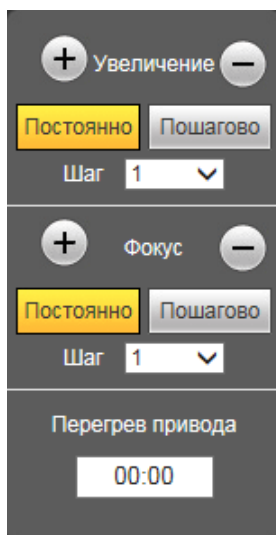 + Увеличение −
Постоянно Пошагово
Шаг 1
+ Фокус −
Постоянно Пошагово
Шаг 1
Перегрев привода
00:00